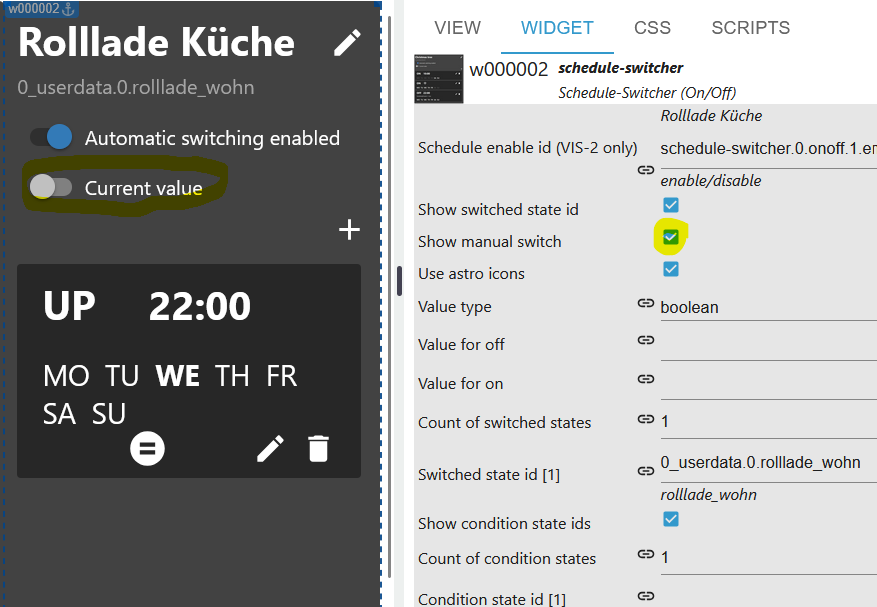 w000002
Rolllade Küche
0_userdata.0.rolllade_wohn
Automatic switching enabled
Current value
UP 22:00
MO TU WE TH FR
SA SU
VIEW WIDGET CSS SCRIPTS
w000002 schedule-switcher
Schedule-Switcher (On/Off)
Rolllade Küche
Schedule enable id (VIS-2 only) schedule-switcher.0.onoff.1.er
enable/disable
Show switched state id
Show manual switch
Use astro icons
Value type boolean
Value for off
Value for on
Count of switched states 1
Switched state id [1] 0_userdata.0.rolllade_wohn
rolllade_wohn
Show condition state ids
Count of condition states 1
Condition state id [1]